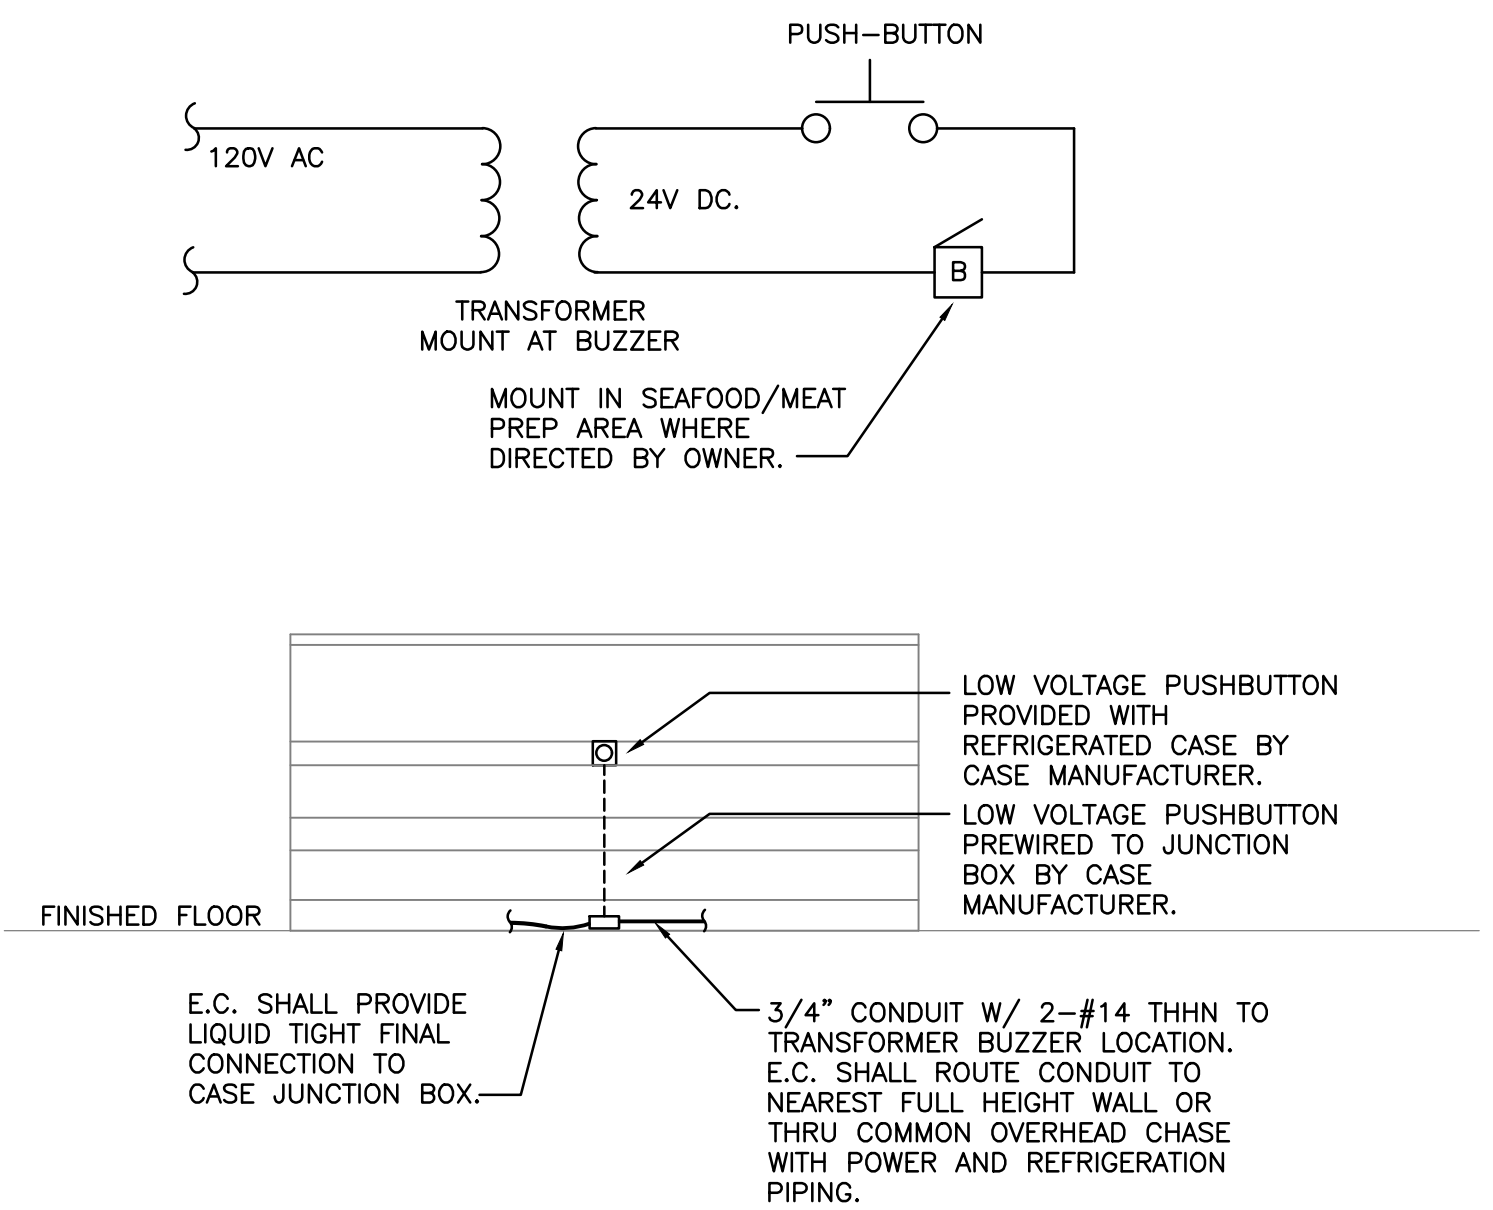 PUSH-BUTTON
120V AC
24V DC.
B
TRANSFORMER
MOUNT AT BUZZER
MOUNT IN SEAFOOD/MEAT
PREP AREA WHERE
DIRECTED BY OWNER.
LOW VOLTAGE PUSHBUTTON
PROVIDED WITH
REFRIGERATED CASE BY
CASE MANUFACTURER.
LOW VOLTAGE PUSHBUTTON
PREWIRED TO JUNCTION
BOX BY CASE
MANUFACTURER.
FINISHED FLOOR
E.C. SHALL PROVIDE
LIQUID TIGHT FINAL
CONNECTION TO
CASE JUNCTION BOX.
3/4” CONDUIT W/ 2-#14 THHN TO
TRANSFORMER BUZZER LOCATION.
E.C. SHALL ROUTE CONDUIT TO
NEAREST FULL HEIGHT WALL OR
THRU COMMON OVERHEAD CHASE
WITH POWER AND REFRIGERATION
PIPING.